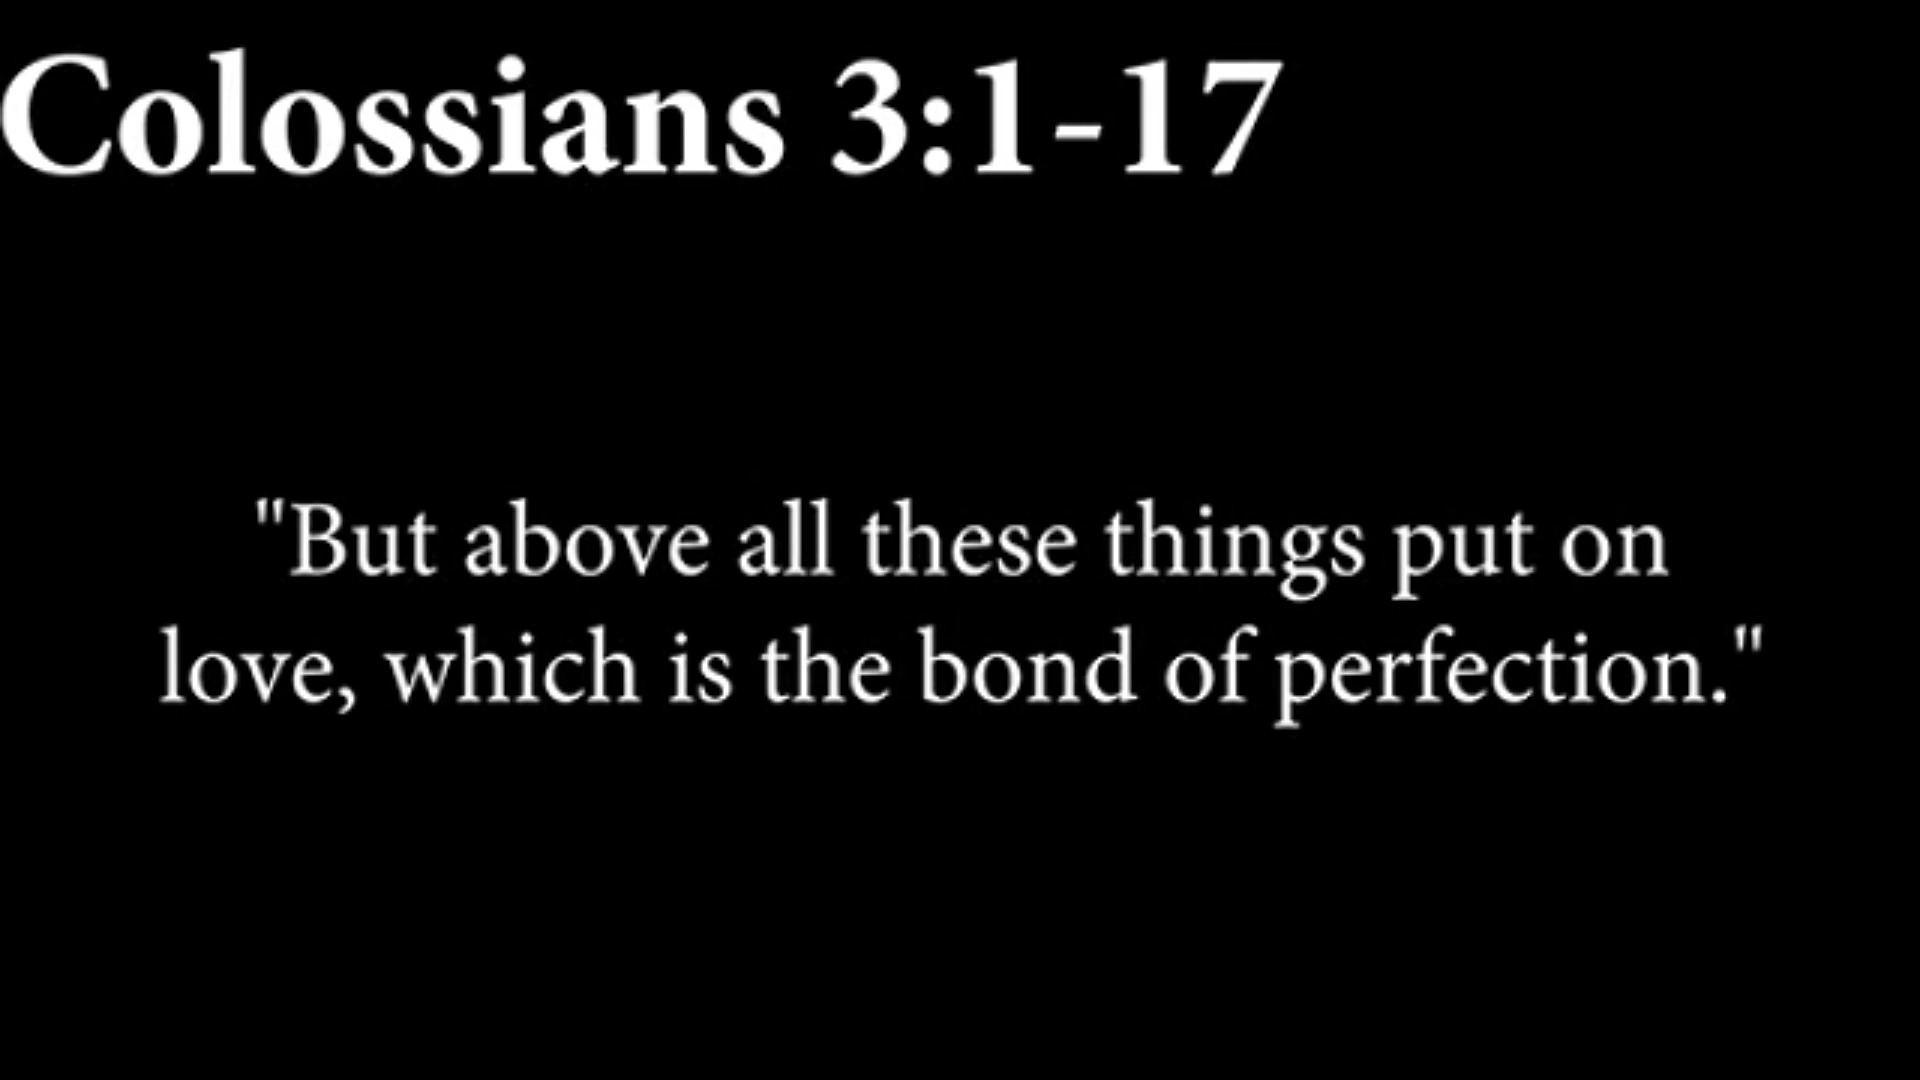 Colossians 3:1-17
"But above all these things put on
love, which is the bond of perfection."